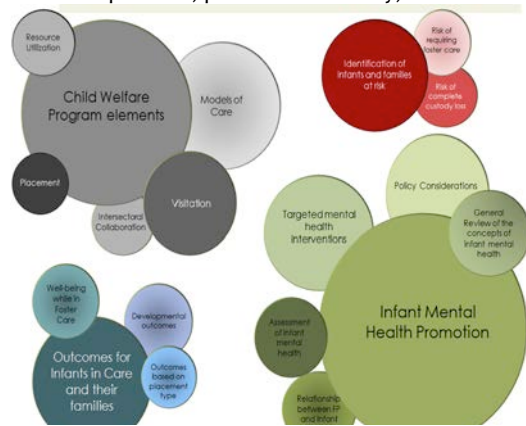 Resource
Utilization
Child Welfare
Program elements
Models of
Care
Placement
Intersectoral
Collaboration
Visitation
Identification of
infants and families
at risk
Risk of
requiring
foster care
Risk of
complete
custody loss
Policy Considerations
General
Review of the
concepts of
infant mental
health
Targeted mental
health
interventions
Infant Mental
Health Promotion
Assessment of
infant
mental
health
Relationship
between FP
and Infant
Well-being
while in
Foster
Care
Developmental
outcomes
Outcomes for
Infants in Care
and their
families
Outcomes
based on
placement
type